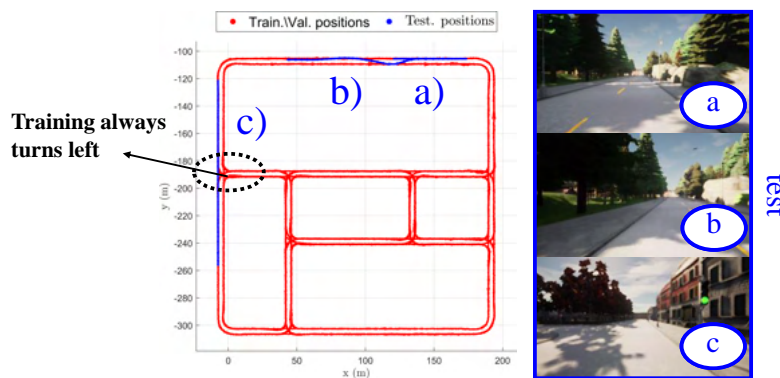 Train.\Val. positions
Test. positions
-100
-120
-140
-160
-180
-200
-220
-240
-260
-280
-300
y (m)
0
50
100
150
200
x (m)
b)
a)
c)
Training always
turns left
a
b
c
test